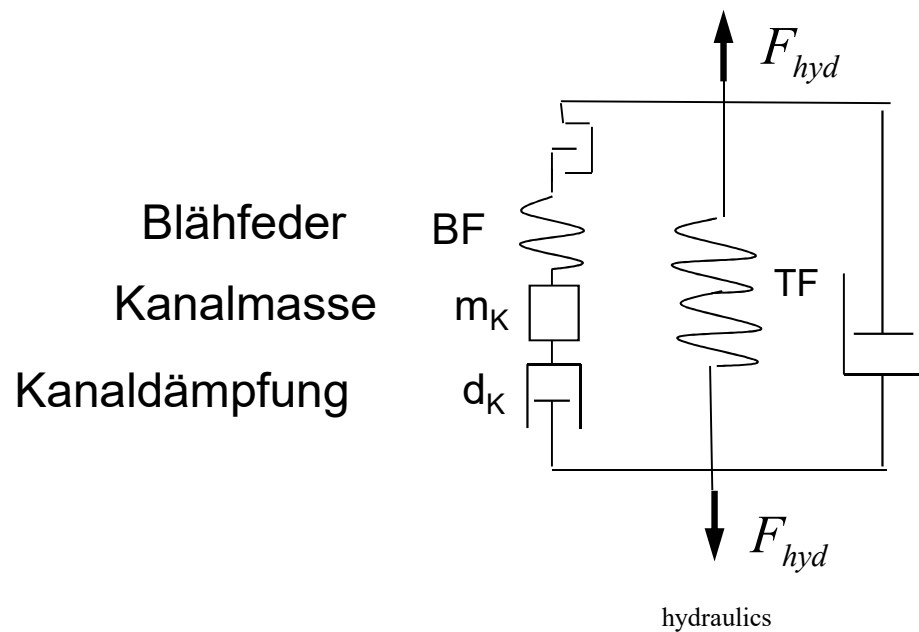 F_hyd
Blähfeder BF
TF
Kanalmasse m_K
Kanaldämpfung d_K
F_hyd
hydraulics